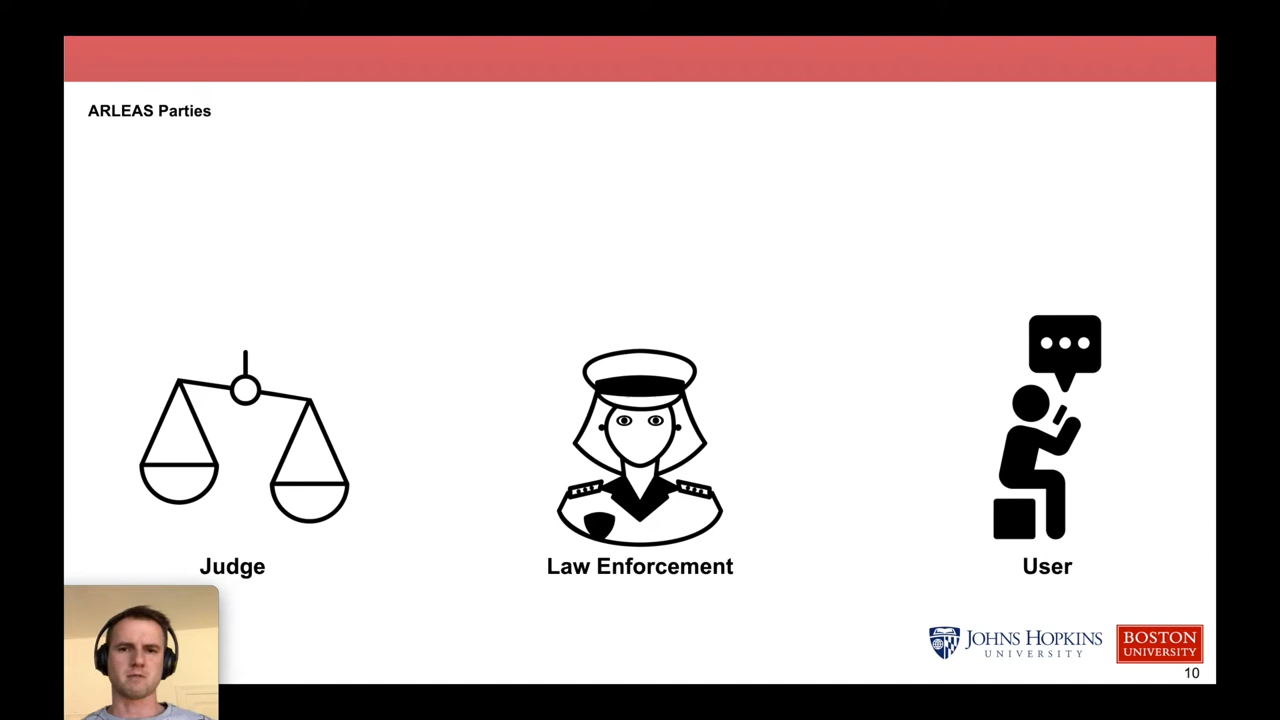 ARLEAS Parties
Judge
Law Enforcement
User
JOHNS HOPKINS
UNIVERSITY
BOSTON
UNIVERSITY
10